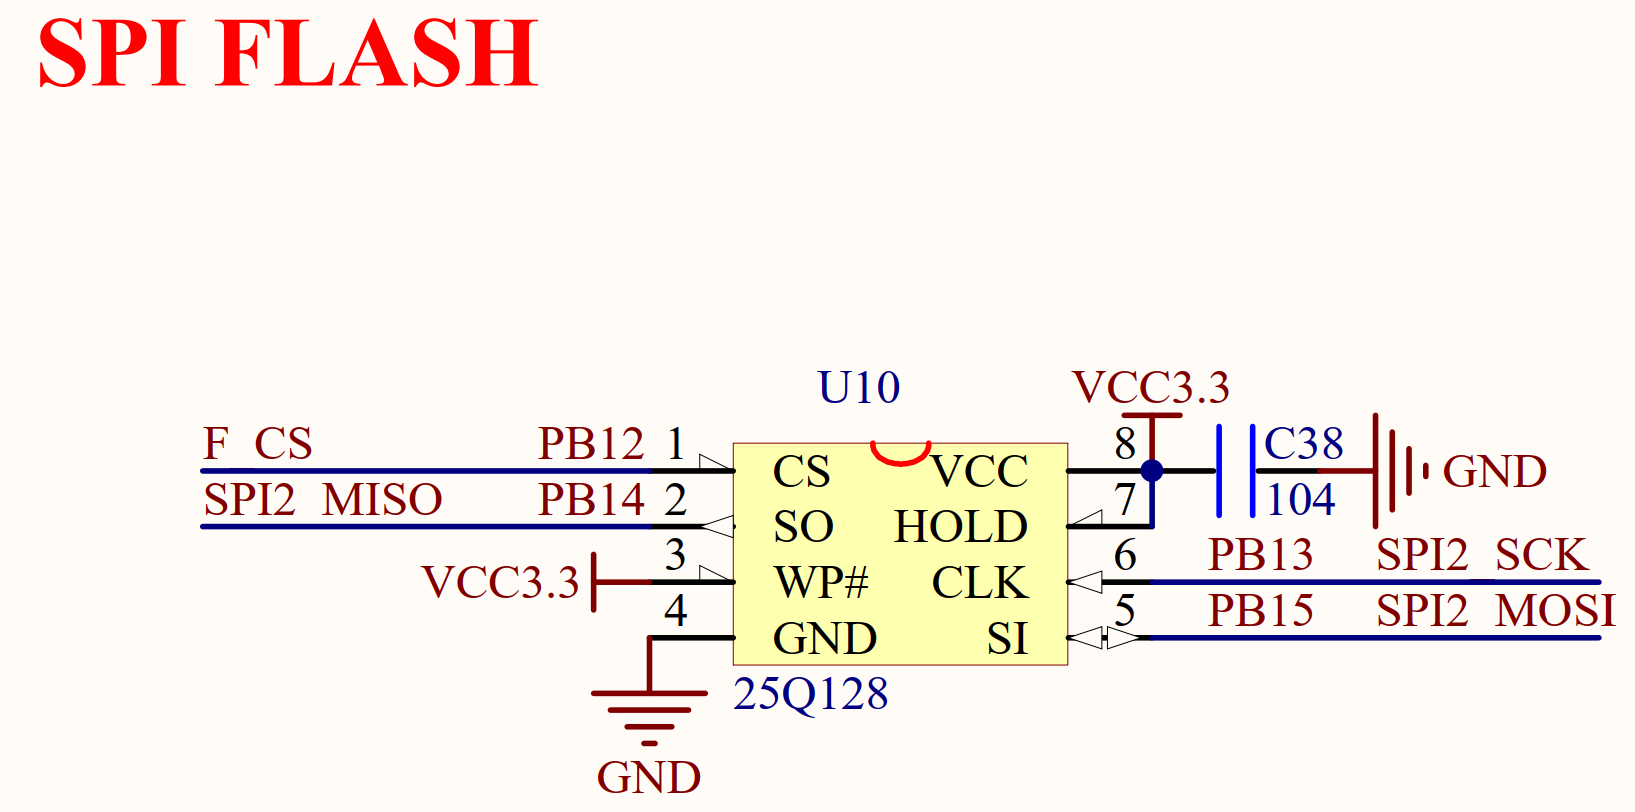 SPI FLASH
U10
VCC3.3
F_CS PB12 1 CS VCC 8 C38 GND
SPI2_MISO PB14 2 SO HOLD 7 104
VCC3.3 3 WP# CLK 6 PB13 SPI2_SCK
4 GND SI 5 PB15 SPI2_MOSI
25Q128
GND